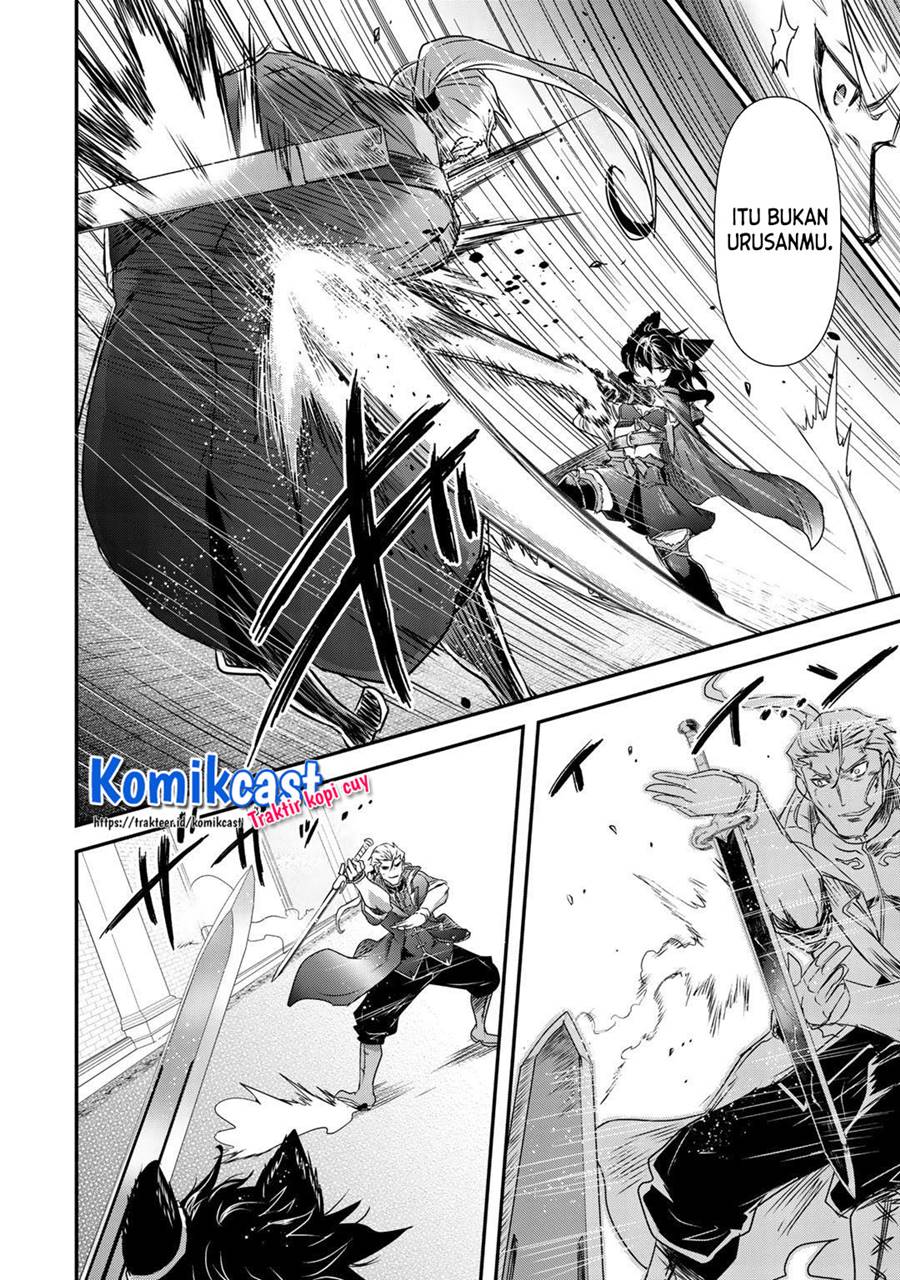 ITU BUKAN
URUSANMU.
Komikcast
Traktir kopi cuy
https://trakteer.id/komikcast